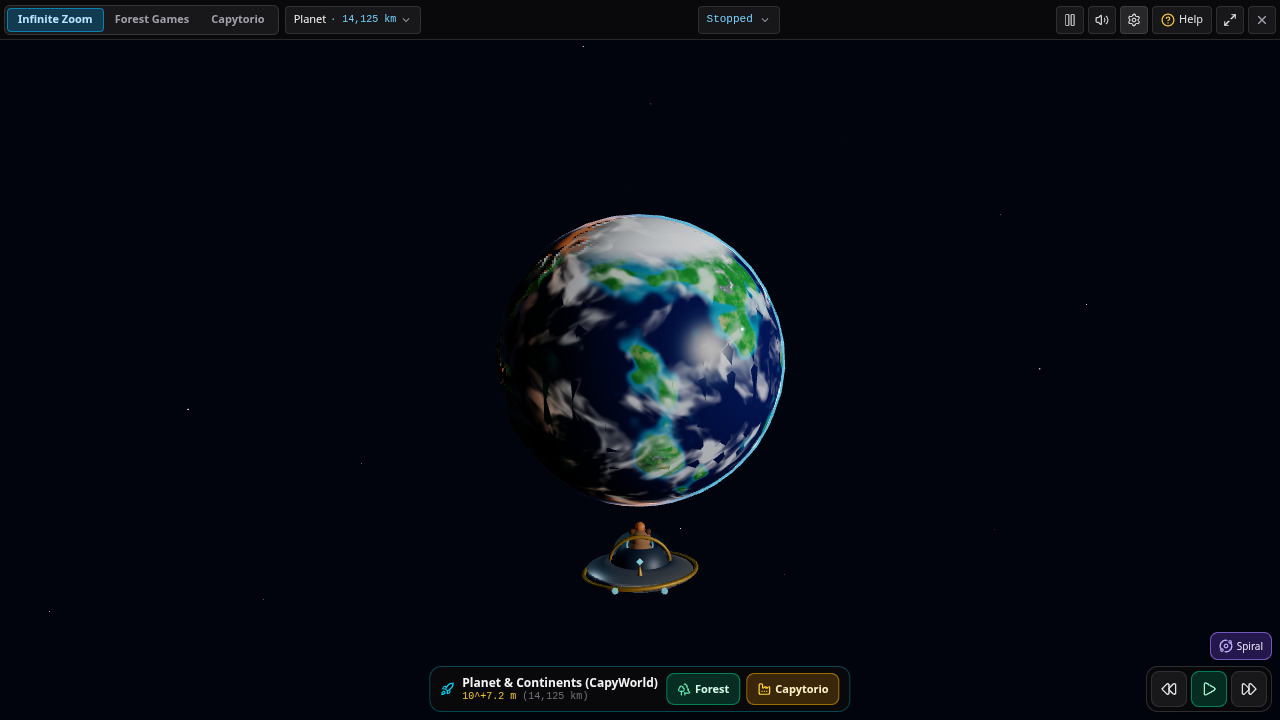 Infinite Zoom Forest Games Capytorio Planet · 14,125 km Stopped Help
Spiral
Planet & Continents (CapyWorld)
10^+7.2 m (14,125 km)
Forest Capytorio